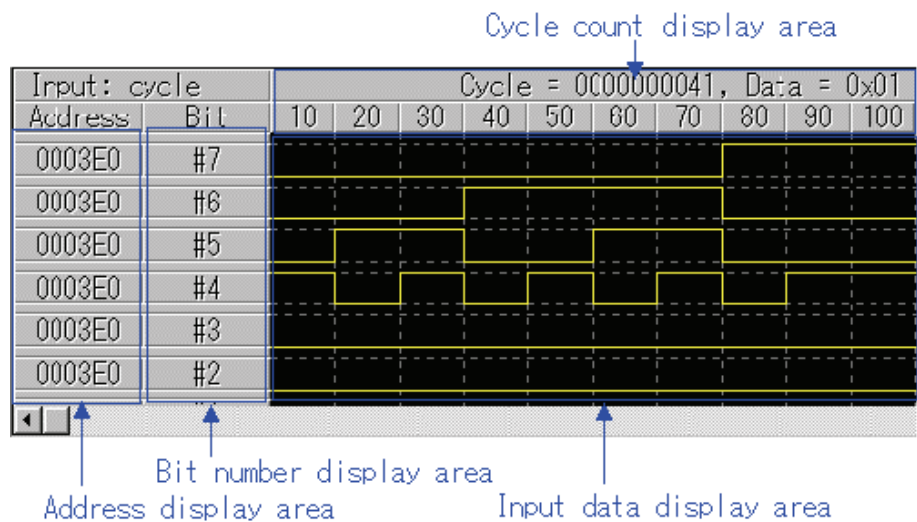 Cycle count display area
Input: cycle Cycle = 0000000041, Data = 0x01
Address Bit 10 20 30 40 50 60 70 80 90 100
0003E0 #7
0003E0 #6
0003E0 #5
0003E0 #4
0003E0 #3
0003E0 #2
Bit number display area
Address display area
Input data display area